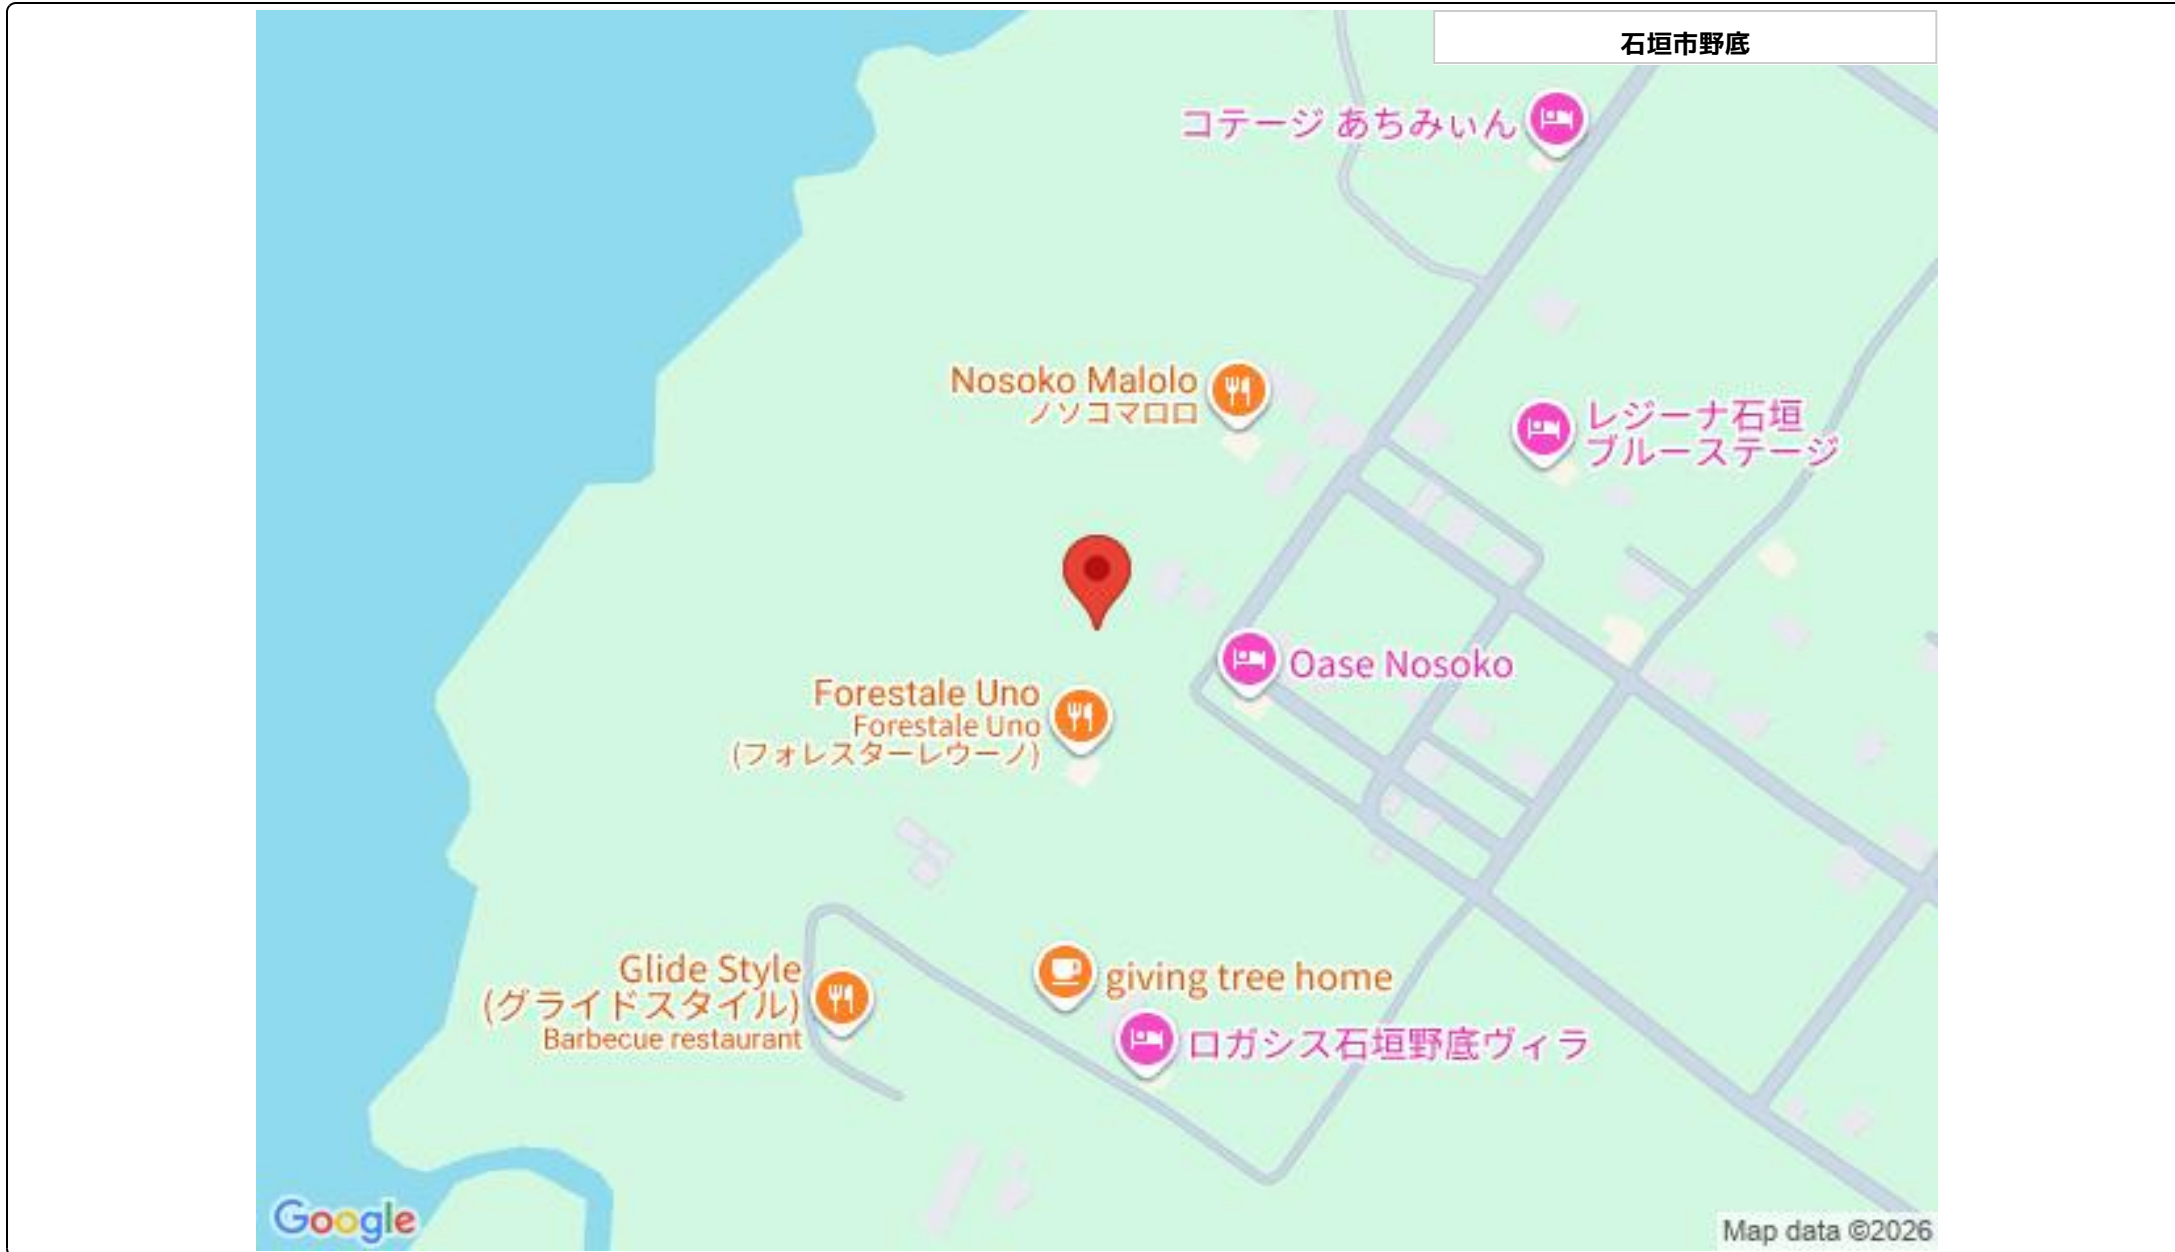 石垣市野底
コテージ あちみぃん
Nosoko Malolo
ノソコマロロ
レジーナ石垣
ブルーステージ
Oase Nosoko
Forestale Uno
Forestale Uno
(フォレスターレウーノ)
Glide Style
(グライドスタイル)
Barbecue restaurant
giving tree home
ロガシス石垣野底ヴィラ
Google
Map data ©2026